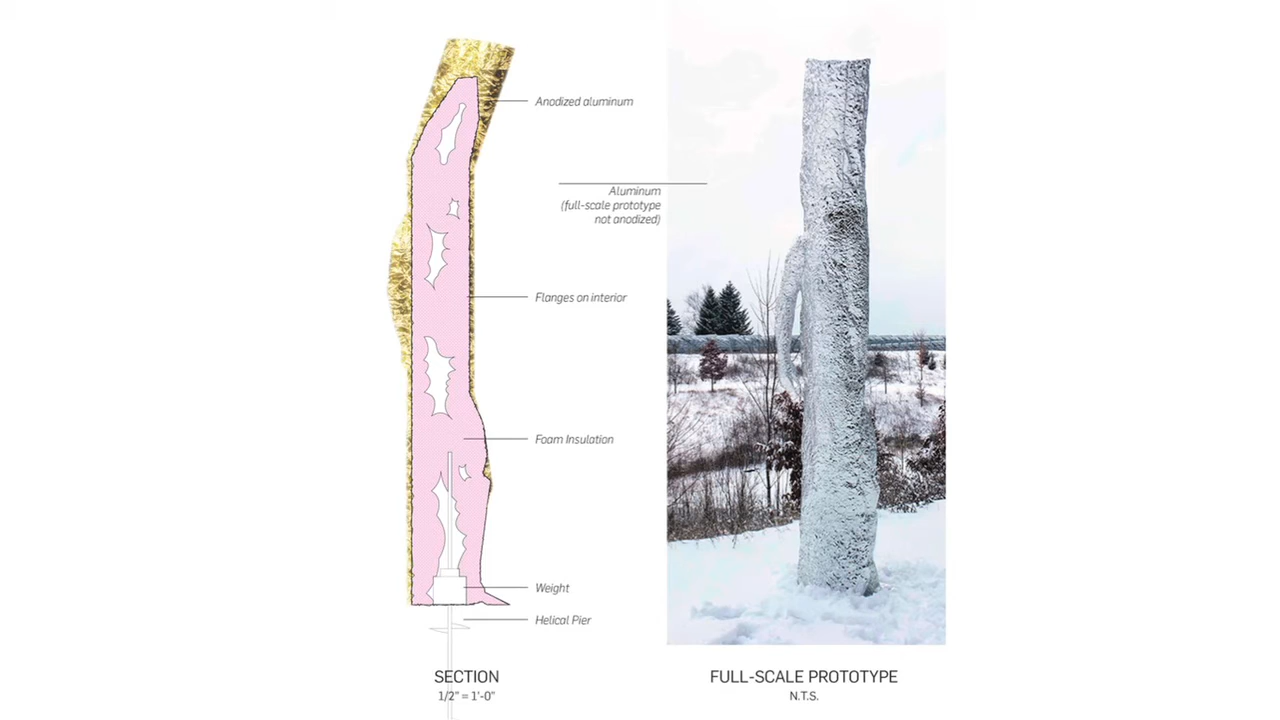 Anodized aluminum
Aluminum
(full-scale prototype
not anodized)
Flanges on interior
Foam Insulation
Weight
Helical Pier
SECTION
1/2" = 1'-0"
FULL-SCALE PROTOTYPE
N.T.S.